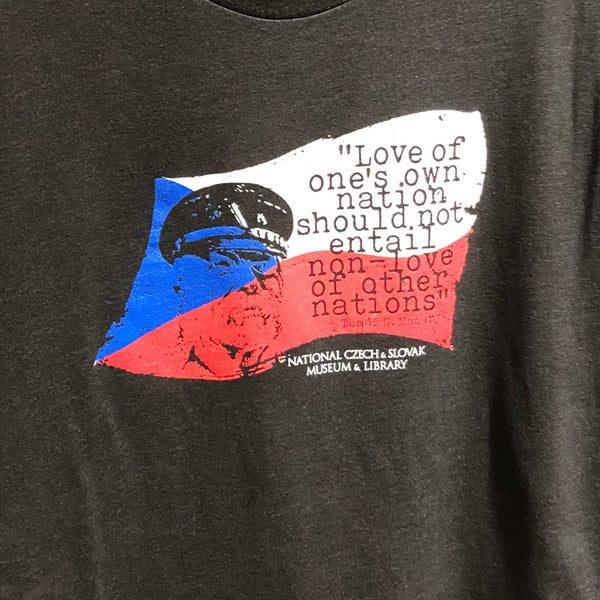 "Love of
one's own
nation
should not
entail
non-love
of other
nations"
- Tomáš G. Masaryk
NATIONAL CZECH & SLOVAK
MUSEUM & LIBRARY